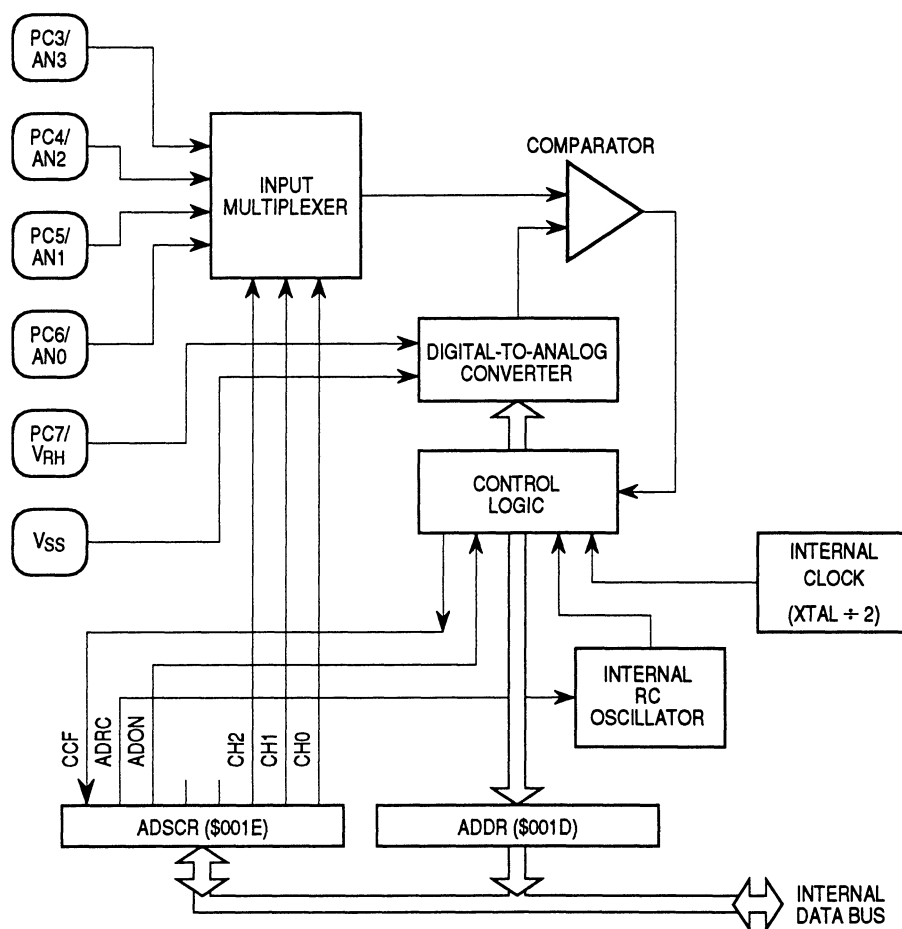 PC3/
AN3
PC4/
AN2
PC5/
AN1
PC6/
AN0
PC7/
VRH
VSS
INPUT
MULTIPLEXER
COMPARATOR
DIGITAL-TO-ANALOG
CONVERTER
CONTROL
LOGIC
INTERNAL
CLOCK
(XTAL ÷ 2)
INTERNAL
RC
OSCILLATOR
CCF
ADRC
ADON
CH2
CH1
CH0
ADSCR ($001E)
ADDR ($001D)
INTERNAL
DATA BUS